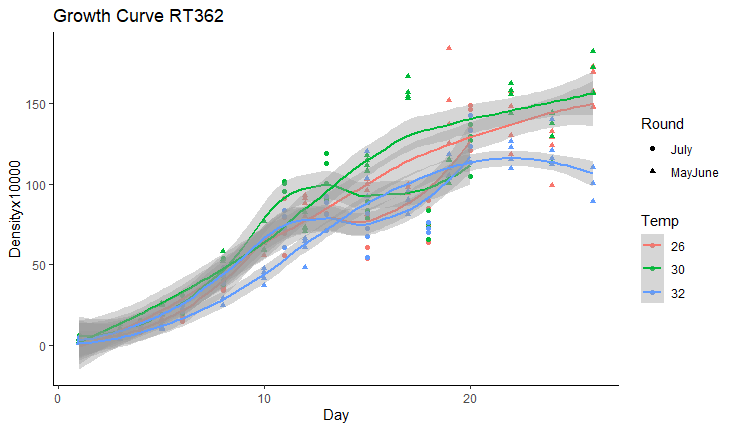 Growth Curve RT362
Densityx10000
150
100
50
0
0
10
20
Day
Round
July
MayJune
Temp
26
30
32